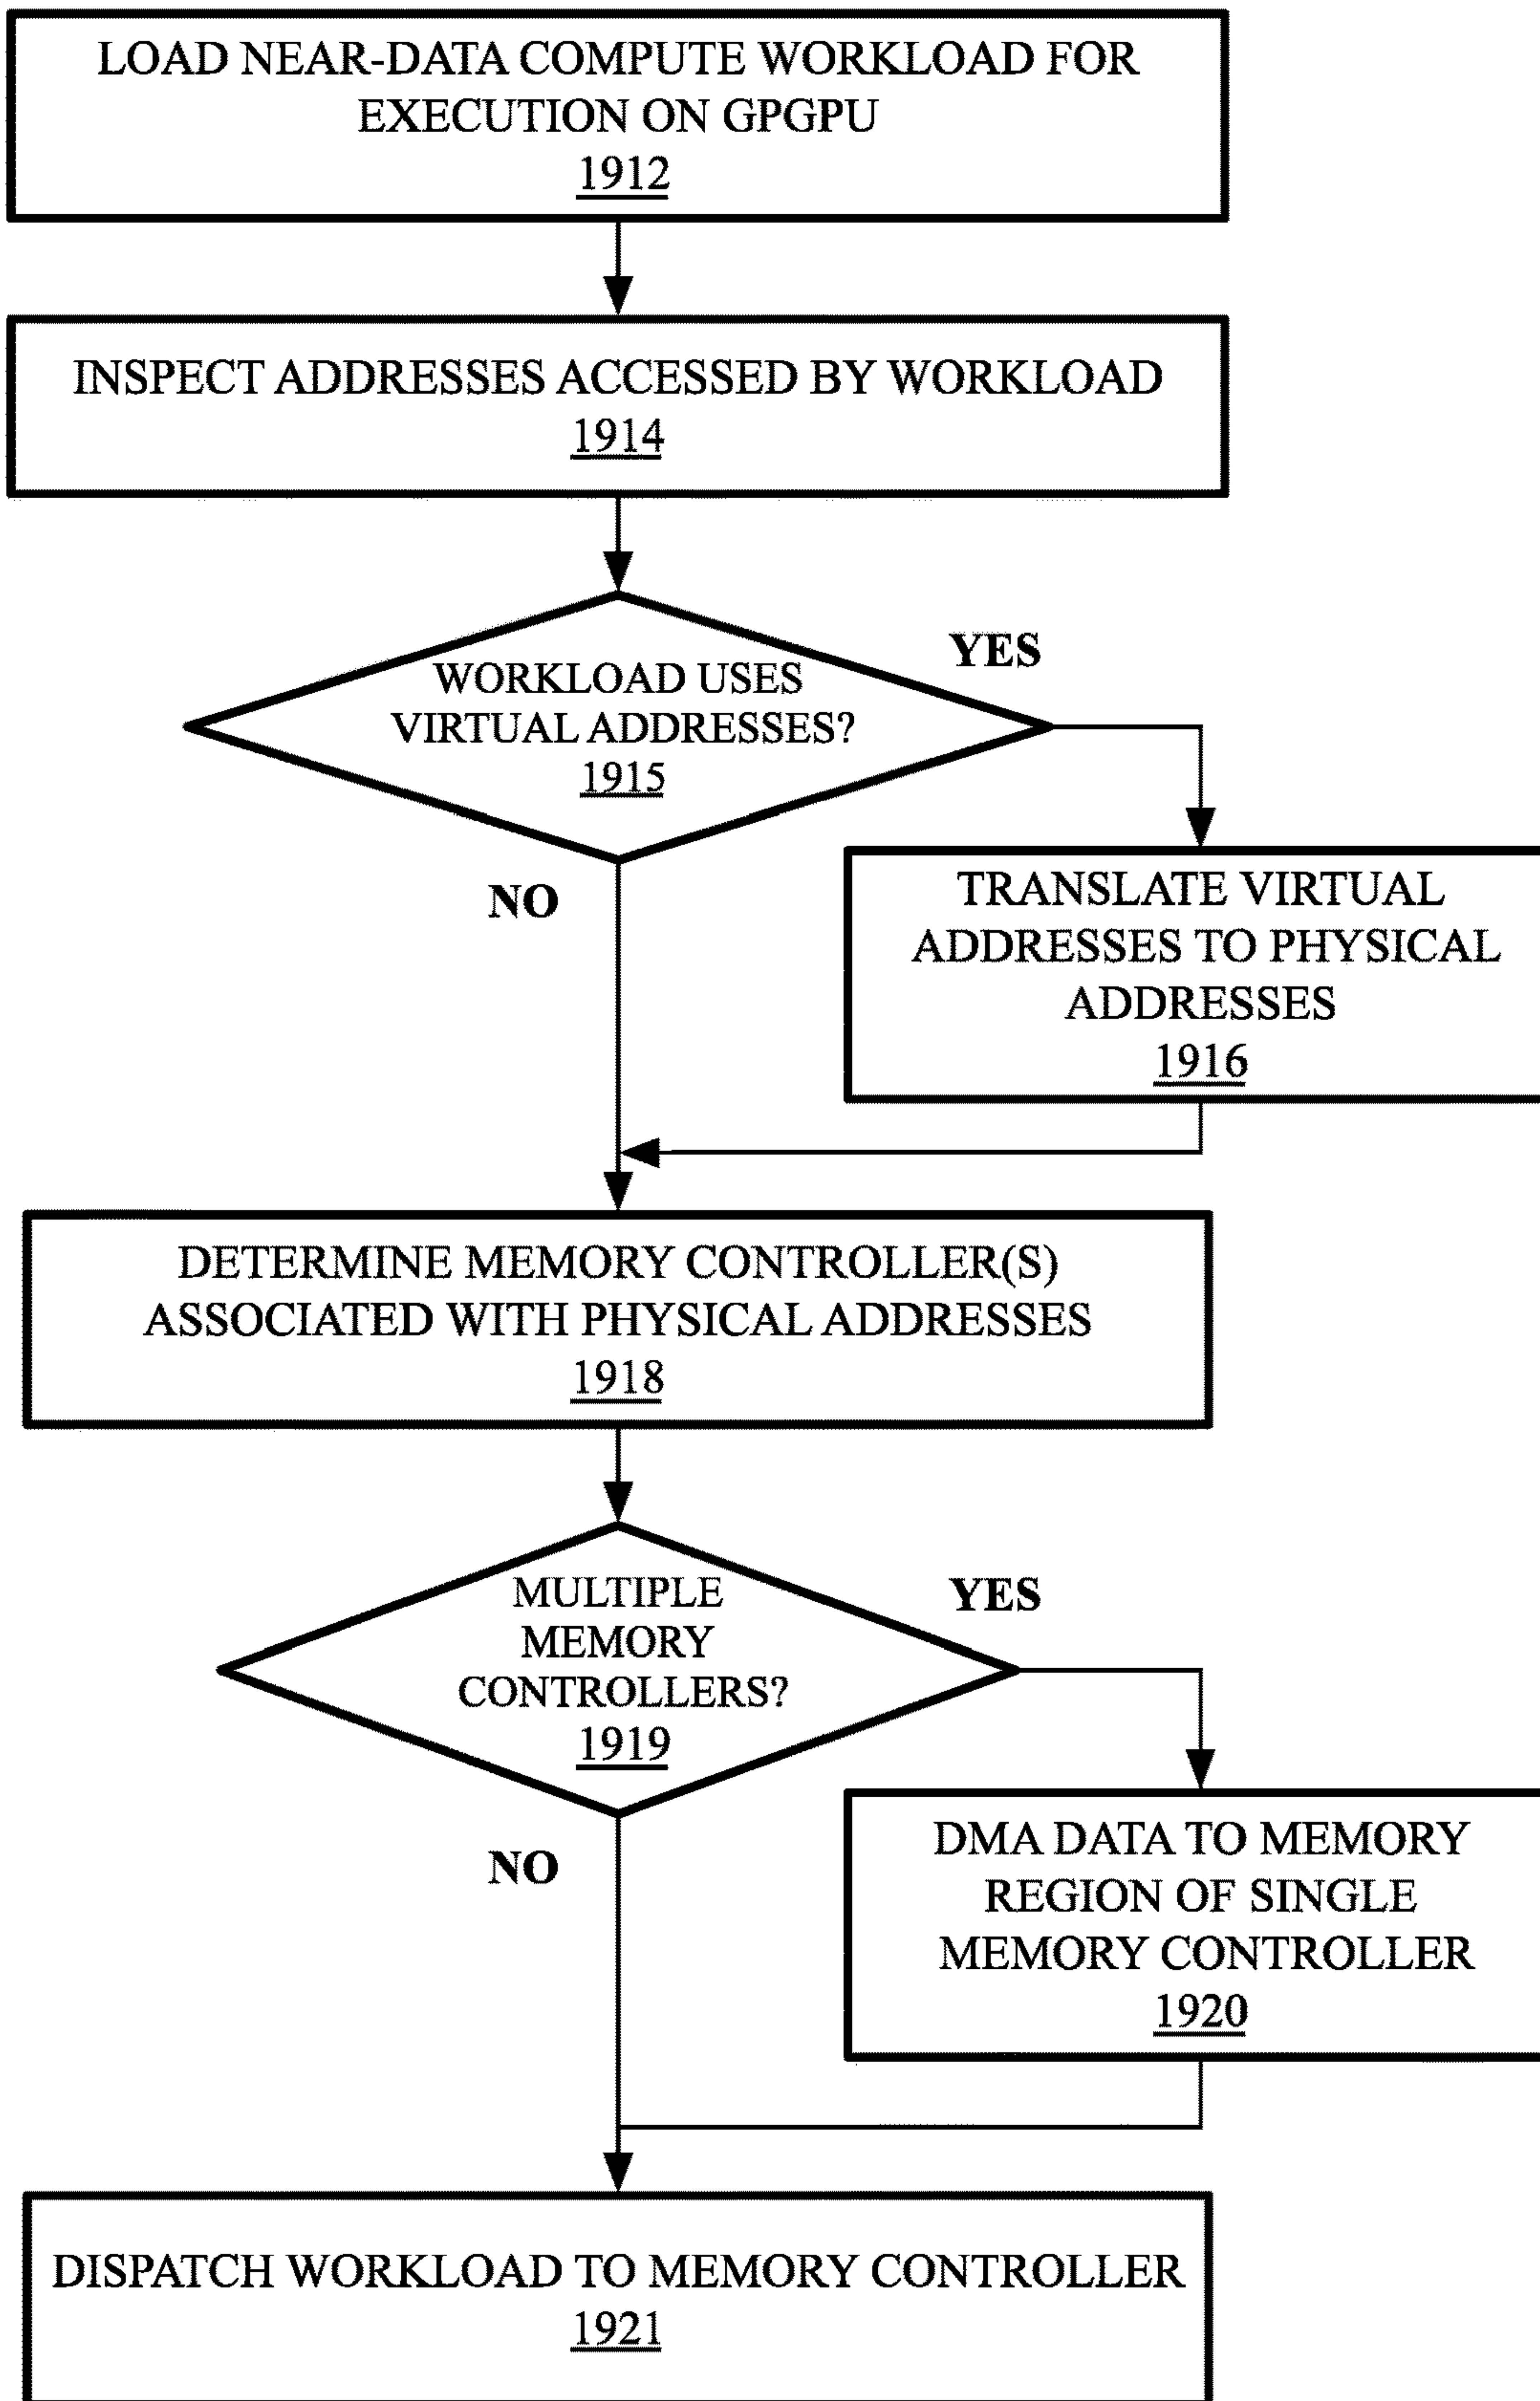 LOAD NEAR-DATA COMPUTE WORKLOAD FOR
EXECUTION ON GPGPU
1912
INSPECT ADDRESSES ACCESSED BY WORKLOAD
1914
WORKLOAD USES
VIRTUAL ADDRESSES?
1915
YES
NO
TRANSLATE VIRTUAL
ADDRESSES TO PHYSICAL
ADDRESSES
1916
DETERMINE MEMORY CONTROLLER(S)
ASSOCIATED WITH PHYSICAL ADDRESSES
1918
MULTIPLE
MEMORY
CONTROLLERS?
1919
YES
NO
DMA DATA TO MEMORY
REGION OF SINGLE
MEMORY CONTROLLER
1920
DISPATCH WORKLOAD TO MEMORY CONTROLLER
1921